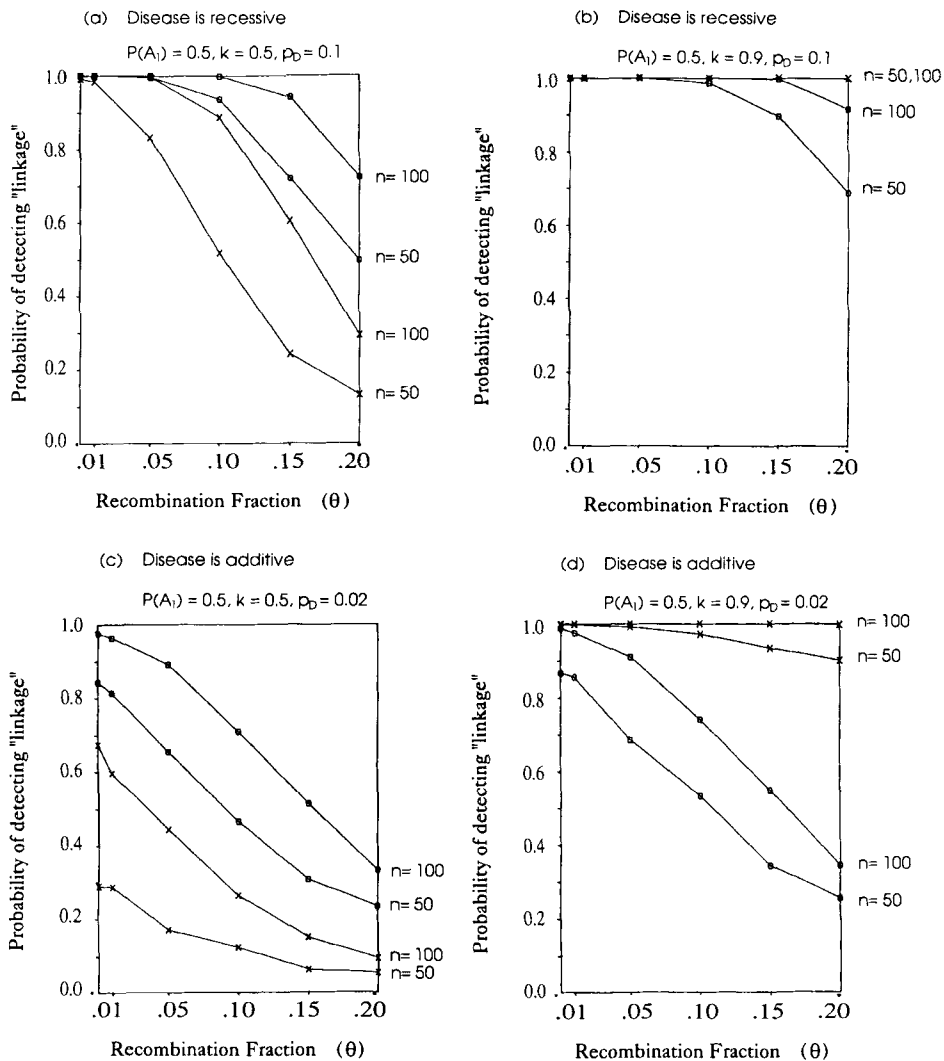 (a) Disease is recessive
P(A₁) = 0.5, k = 0.5, p_D = 0.1
Probability of detecting "linkage"
1.0
0.8
0.6
0.4
0.2
0.0
n= 100
n= 50
n= 100
n= 50
.01 .05 .10 .15 .20
Recombination Fraction (θ)
(b) Disease is recessive
P(A₁) = 0.5, k = 0.9, p_D = 0.1
Probability of detecting "linkage"
1.0
0.8
0.6
0.4
0.2
0.0
n= 50,100
n= 100
n= 50
.01 .05 .10 .15 .20
Recombination Fraction (θ)
(c) Disease is additive
P(A₁) = 0.5, k = 0.5, p_D = 0.02
Probability of detecting "linkage"
1.0
0.8
0.6
0.4
0.2
0.0
n= 100
n= 50
n= 100
n= 50
.01 .05 .10 .15 .20
Recombination Fraction (θ)
(d) Disease is additive
P(A₁) = 0.5, k = 0.9, p_D = 0.02
Probability of detecting "linkage"
1.0
0.8
0.6
0.4
0.2
0.0
n= 100
n= 50
n= 100
n= 50
.01 .05 .10 .15 .20
Recombination Fraction (θ)